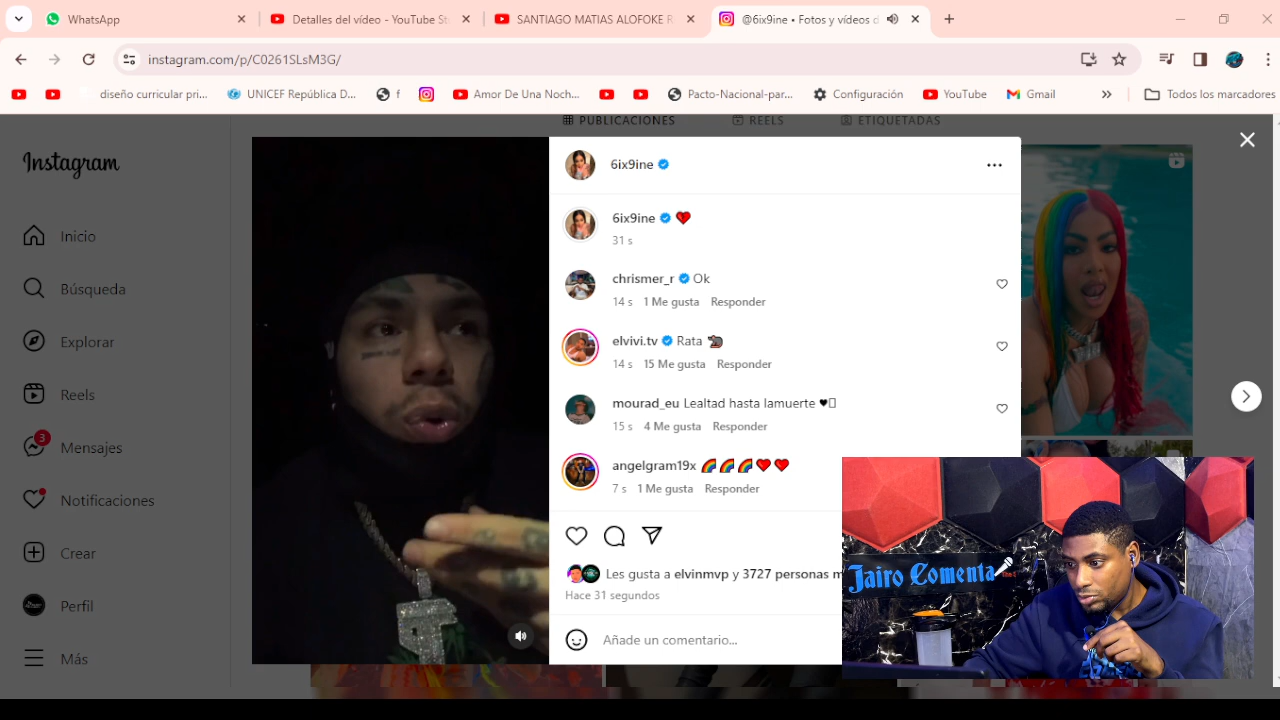 WhatsApp
Detalles del vídeo - YouTube St
SANTIAGO MATIAS ALOFOKE R
@6ix9ine • Fotos y vídeos d
instagram.com/p/C0261SLsM3G/
diseño curricular pri...
UNICEF República D...
f
Amor De Una Noch...
Pacto-Nacional-par...
Configuración
YouTube
Gmail
»
Todos los marcadores
PUBLICACIONES
REELS
ETIQUETADAS
Instagram
Inicio
Búsqueda
Explorar
Reels
3
Mensajes
Notificaciones
Crear
Perfil
Más
6ix9ine
6ix9ine ❤
31 s
chrismer_r Ok
14 s 1 Me gusta Responder
elvivi.tv Rata 🐀
14 s 15 Me gusta Responder
mourad_eu Lealtad hasta lamuerte ♥
15 s 4 Me gusta Responder
angelgram19x 🌈🌈🌈❤❤
7 s 1 Me gusta Responder
Les gusta a elvinmvp y 3727 personas m
Hace 31 segundos
Añade un comentario...
Jairo Comenta